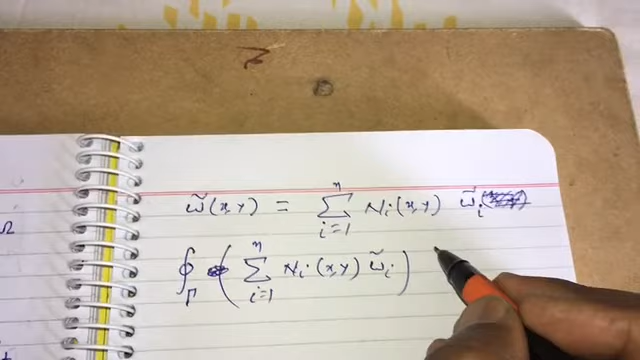 w̃(x,y) = Σ_{i=1}^{n} N_i(x,y) w̃_i
∮_Γ ( Σ_{i=1}^{n} N_i(x,y) w̃_i )